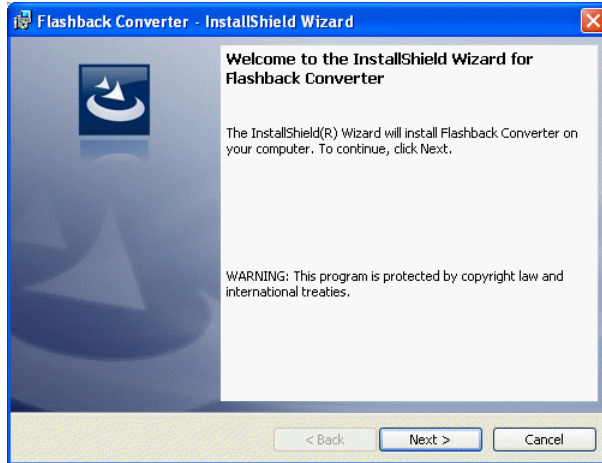 Flashback Converter - InstallShield Wizard
Welcome to the InstallShield Wizard for
Flashback Converter
The InstallShield(R) Wizard will install Flashback Converter on
your computer. To continue, click Next.
WARNING: This program is protected by copyright law and
international treaties.
< Back
Next >
Cancel